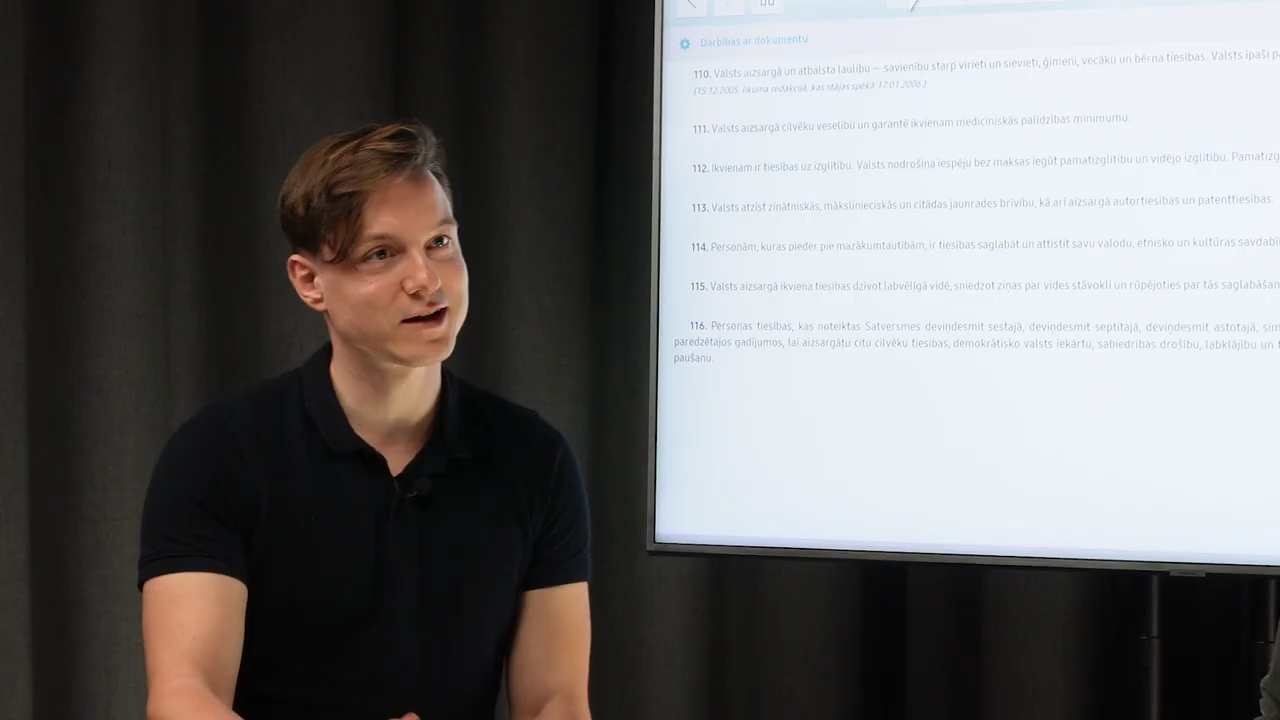 Darbības ar dokumentu
110. Valsts aizsargā un atbalsta laulību — savienību starp vīrieti un sievieti, ģimeni, vecāku un bērna tiesības. Valsts īpaši
(15.12.2005. likuma redakcijā, kas stājas spēkā 17.01.2006.)
111. Valsts aizsargā cilvēku veselību un garantē ikvienam medicīniskās palīdzības minimumu.
112. Ikvienam ir tiesības uz izglītību. Valsts nodrošina iespēju bez maksas iegūt pamatizglītību un vidējo izglītību. Pamatizg
113. Valsts atzīst zinātniskās, mākslinieciskās un citādas jaunrades brīvību, kā arī aizsargā autortiesības un patenttiesības.
114. Personām, kuras pieder pie mazākumtautībām, ir tiesības saglabāt un attīstīt savu valodu, etnisko un kultūras savdabī
115. Valsts aizsargā ikviena tiesības dzīvot labvēlīgā vidē, sniedzot ziņas par vides stāvokli un rūpējoties par tās saglabāšan
116. Personas tiesības, kas noteiktas Satversmes deviņdesmit sestajā, deviņdesmit septītajā, deviņdesmit astotajā, sim
paredzētajos gadījumos, lai aizsargātu citu cilvēku tiesības, demokrātisko valsts iekārtu, sabiedrības drošību, labklājību un
paušanu.